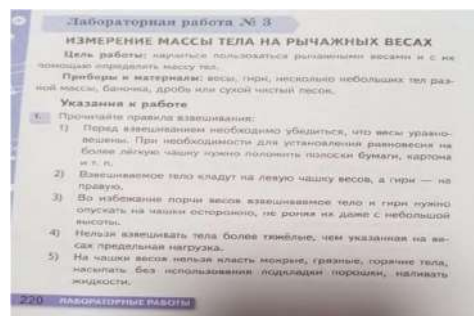 Лабораторная работа № 3
ИЗМЕРЕНИЕ МАССЫ ТЕЛА НА РЫЧАЖНЫХ ВЕСАХ
Цель работы: научиться пользоваться рычажными весами и с их
помощью определять массу тел.
Приборы и материалы: весы, гири, несколько небольших тел раз-
ной массы, баночка, дробь или сухой чистый песок.
Указания к работе
1. Прочитайте правила взвешивания:
1) Перед взвешиванием необходимо убедиться, что весы уравно-
вешены. При необходимости для установления равновесия на
более лёгкую чашку нужно положить полоски бумаги, картона
и т. п.
2) Взвешиваемое тело кладут на левую чашку весов, а гири — на
правую.
3) Во избежание порчи весов взвешиваемое тело и гири нужно
опускать на чашки осторожно, не роняя их даже с небольшой
высоты.
4) Нельзя взвешивать тела более тяжёлые, чем указанная на ве-
сах предельная нагрузка.
5) На чашки весов нельзя класть мокрые, грязные, горячие тела,
насыпать без использования подкладки порошки, наливать
жидкости.
220 ЛАБОРАТОРНЫЕ РАБОТЫ